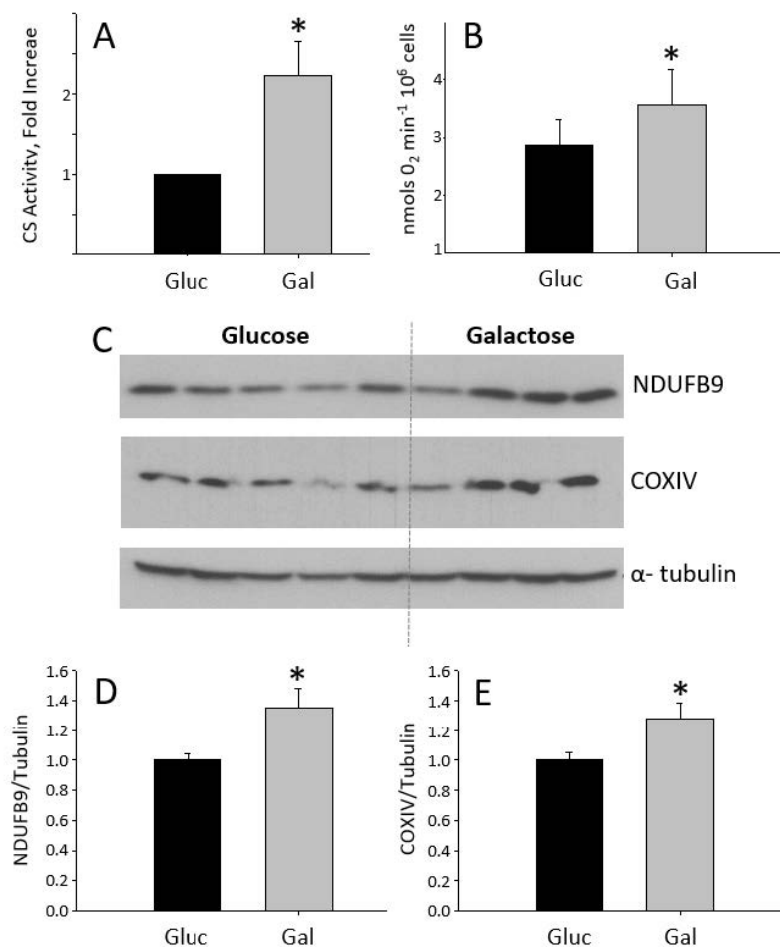 A
*
CS Activity, Fold Increae
2
1
Gluc
Gal
B
*
nmols 0₂ min⁻¹ 10⁶ cells
4
3
2
1
Gluc
Gal
C
Glucose
Galactose
NDUFB9
COXIV
α- tubulin
D
*
NDUFB9/Tubulin
1.6
1.4
1.2
1.0
0.8
0.6
0.4
0.2
0.0
Gluc
Gal
E
*
COXIV/Tubulin
1.6
1.4
1.2
1.0
0.8
0.6
0.4
0.2
0.0
Gluc
Gal